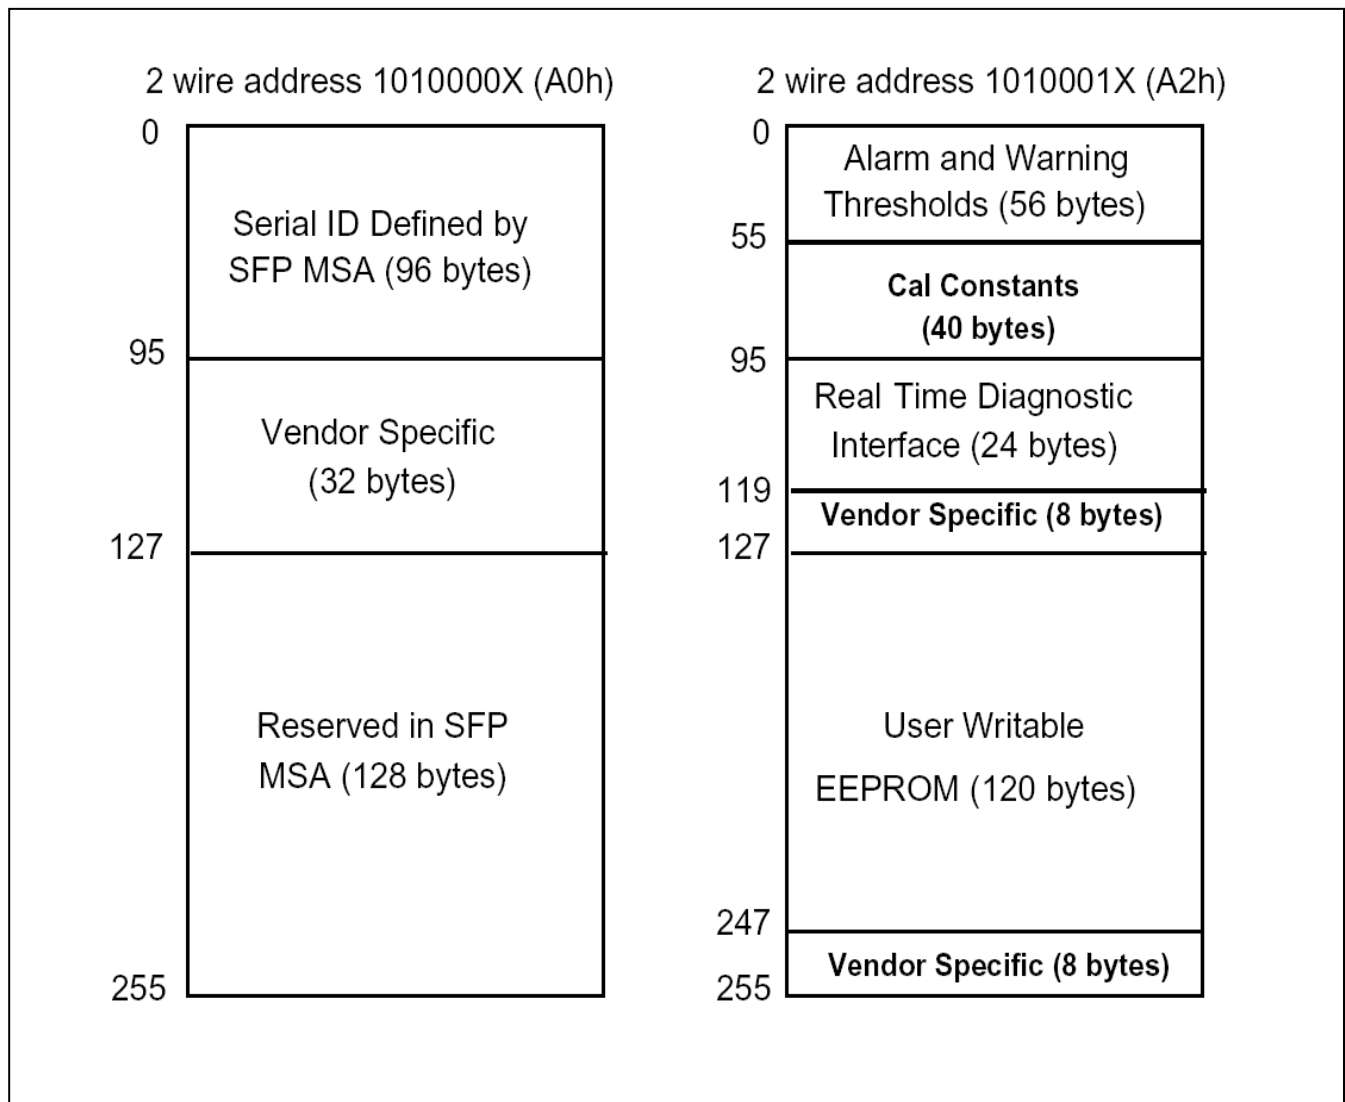 2 wire address 1010000X (A0h)
0
Serial ID Defined by
SFP MSA (96 bytes)
95
Vendor Specific
(32 bytes)
127
Reserved in SFP
MSA (128 bytes)
255
2 wire address 1010001X (A2h)
0
Alarm and Warning
Thresholds (56 bytes)
55
Cal Constants
(40 bytes)
95
Real Time Diagnostic
Interface (24 bytes)
119
Vendor Specific (8 bytes)
127
User Writable
EEPROM (120 bytes)
247
Vendor Specific (8 bytes)
255